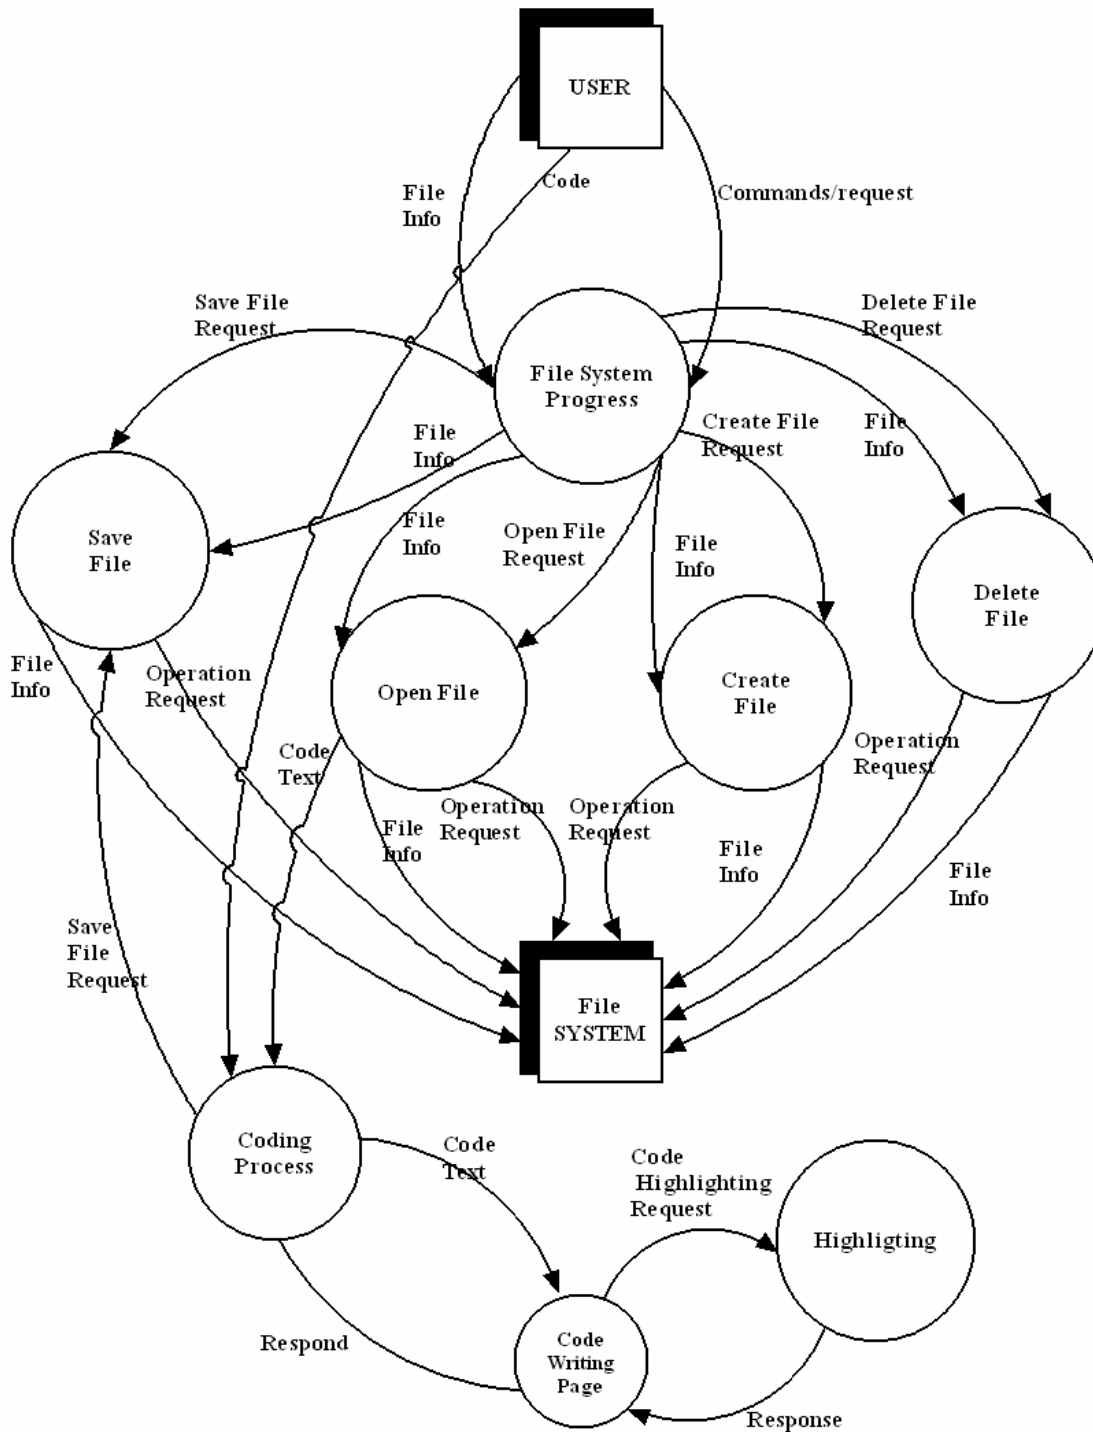 USER
File
Info
Code
Commands/request
Save File
Request
Delete File
Request
File System
Progress
File
Info
Create File
Request
File
Info
Save
File
File
Info
Open File
Request
File
Info
Delete
File
File
Info
Operation
Request
Open File
Create
File
Code
Text
Operation
Request
File
Info
Operation
Request
Operation
Request
File
Info
File
Info
Save
File
Request
File
SYSTEM
Coding
Process
Code
Text
Code
Highlighting
Request
Highligting
Respond
Code
Writing
Page
Response